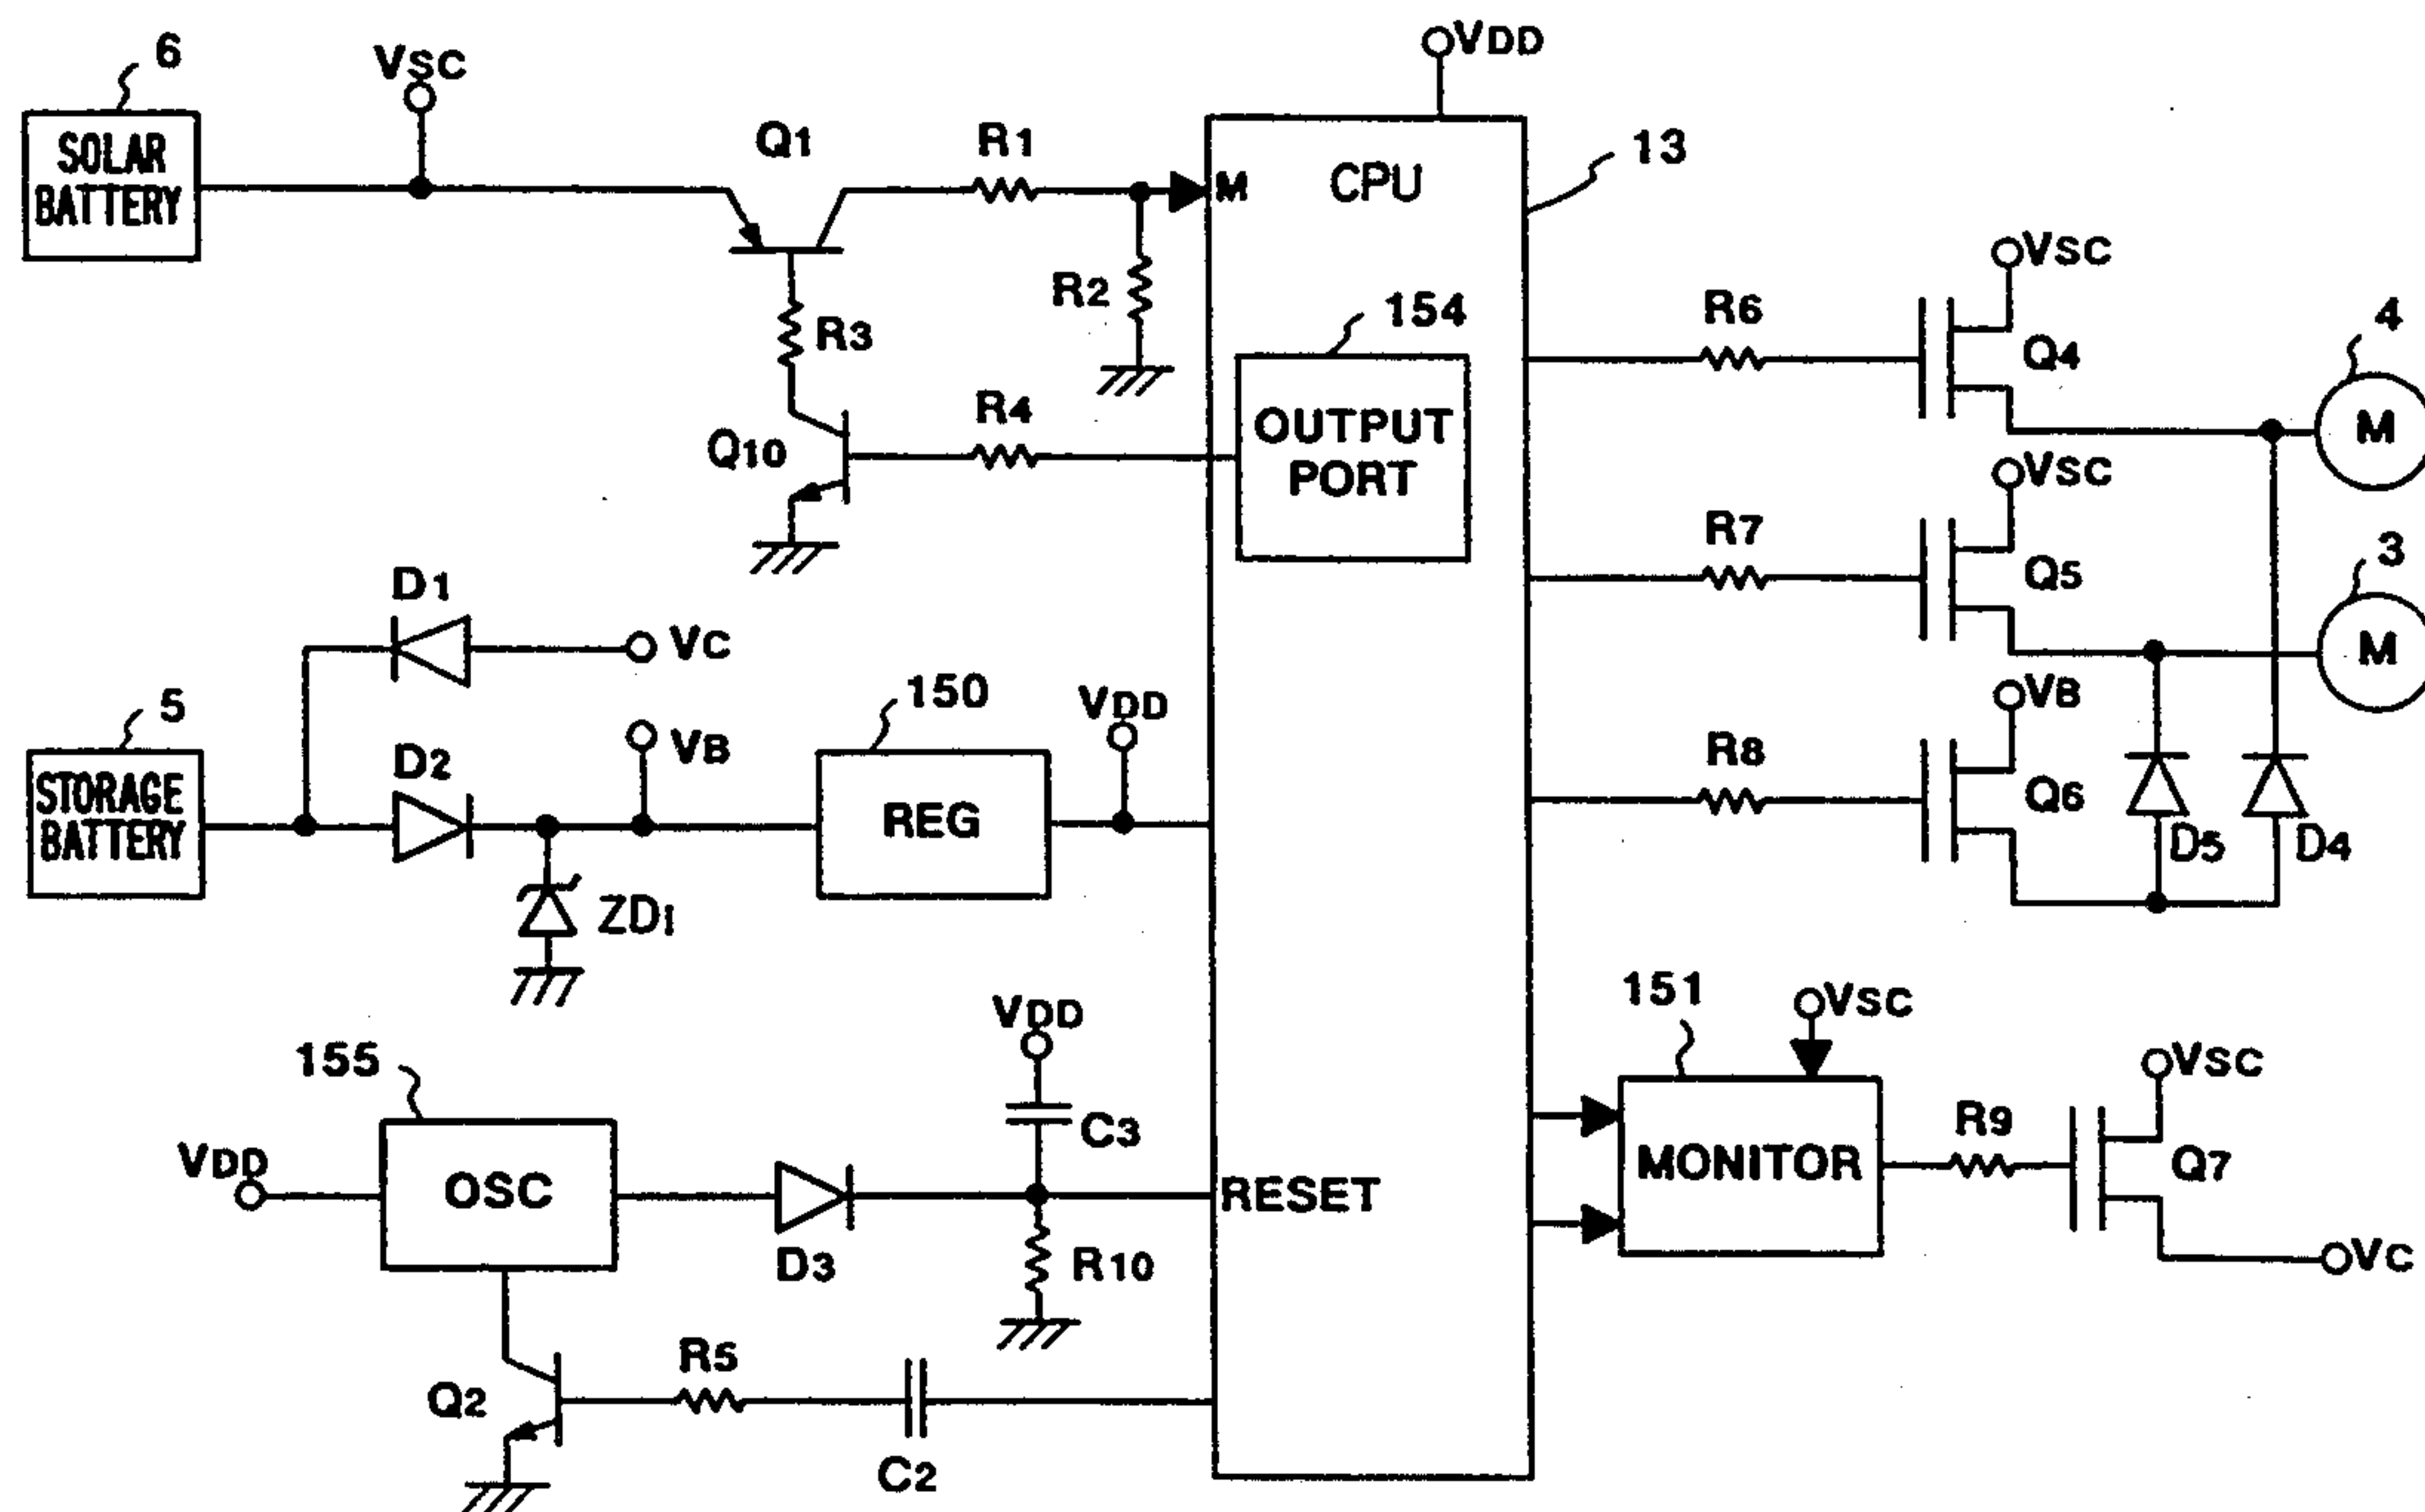 6
VSC
VDD
SOLAR
BATTERY
Q1
R1
M
CPU
13
R2
R3
154
OUTPUT
PORT
R4
Q10
R6
VSC
Q4
4
M
VSC
R7
Q5
3
M
D1
VC
5
STORAGE
BATTERY
D2
VB
150
REG
VDD
ZD1
R8
VB
Q6
D5
D4
155
VDD
OSC
D3
VDD
C3
RESET
R10
Q2
R5
C2
151
VSC
MONITOR
R9
VSC
Q7
VC